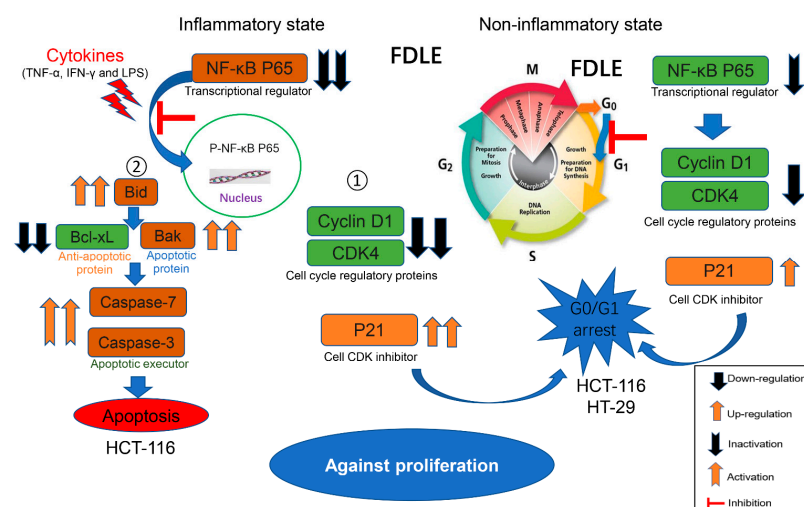 Inflammatory state
Non-inflammatory state
Cytokines
(TNF-α, IFN-γ and LPS)
NF-κB P65
Transcriptional regulator
FDLE
P-NF-κB P65
Nucleus
②
Bid
Bcl-xL
Bak
Anti-apoptotic
protein
Apoptotic
protein
Caspase-7
Caspase-3
Apoptotic executor
Apoptosis
HCT-116
①
Cyclin D1
CDK4
Cell cycle regulatory proteins
P21
Cell CDK inhibitor
M
FDLE
Prophase
Metaphase
Anaphase
Telophase
G0
G1
G2
S
Preparation
for
Mitosis
Growth
Growth
Preparation
for DNA
Synthesis
Interphase
DNA
Replication
NF-κB P65
Transcriptional regulator
Cyclin D1
CDK4
Cell cycle regulatory proteins
P21
Cell CDK inhibitor
G0/G1
arrest
HCT-116
HT-29
Against proliferation
Down-regulation
Up-regulation
Inactivation
Activation
Inhibition